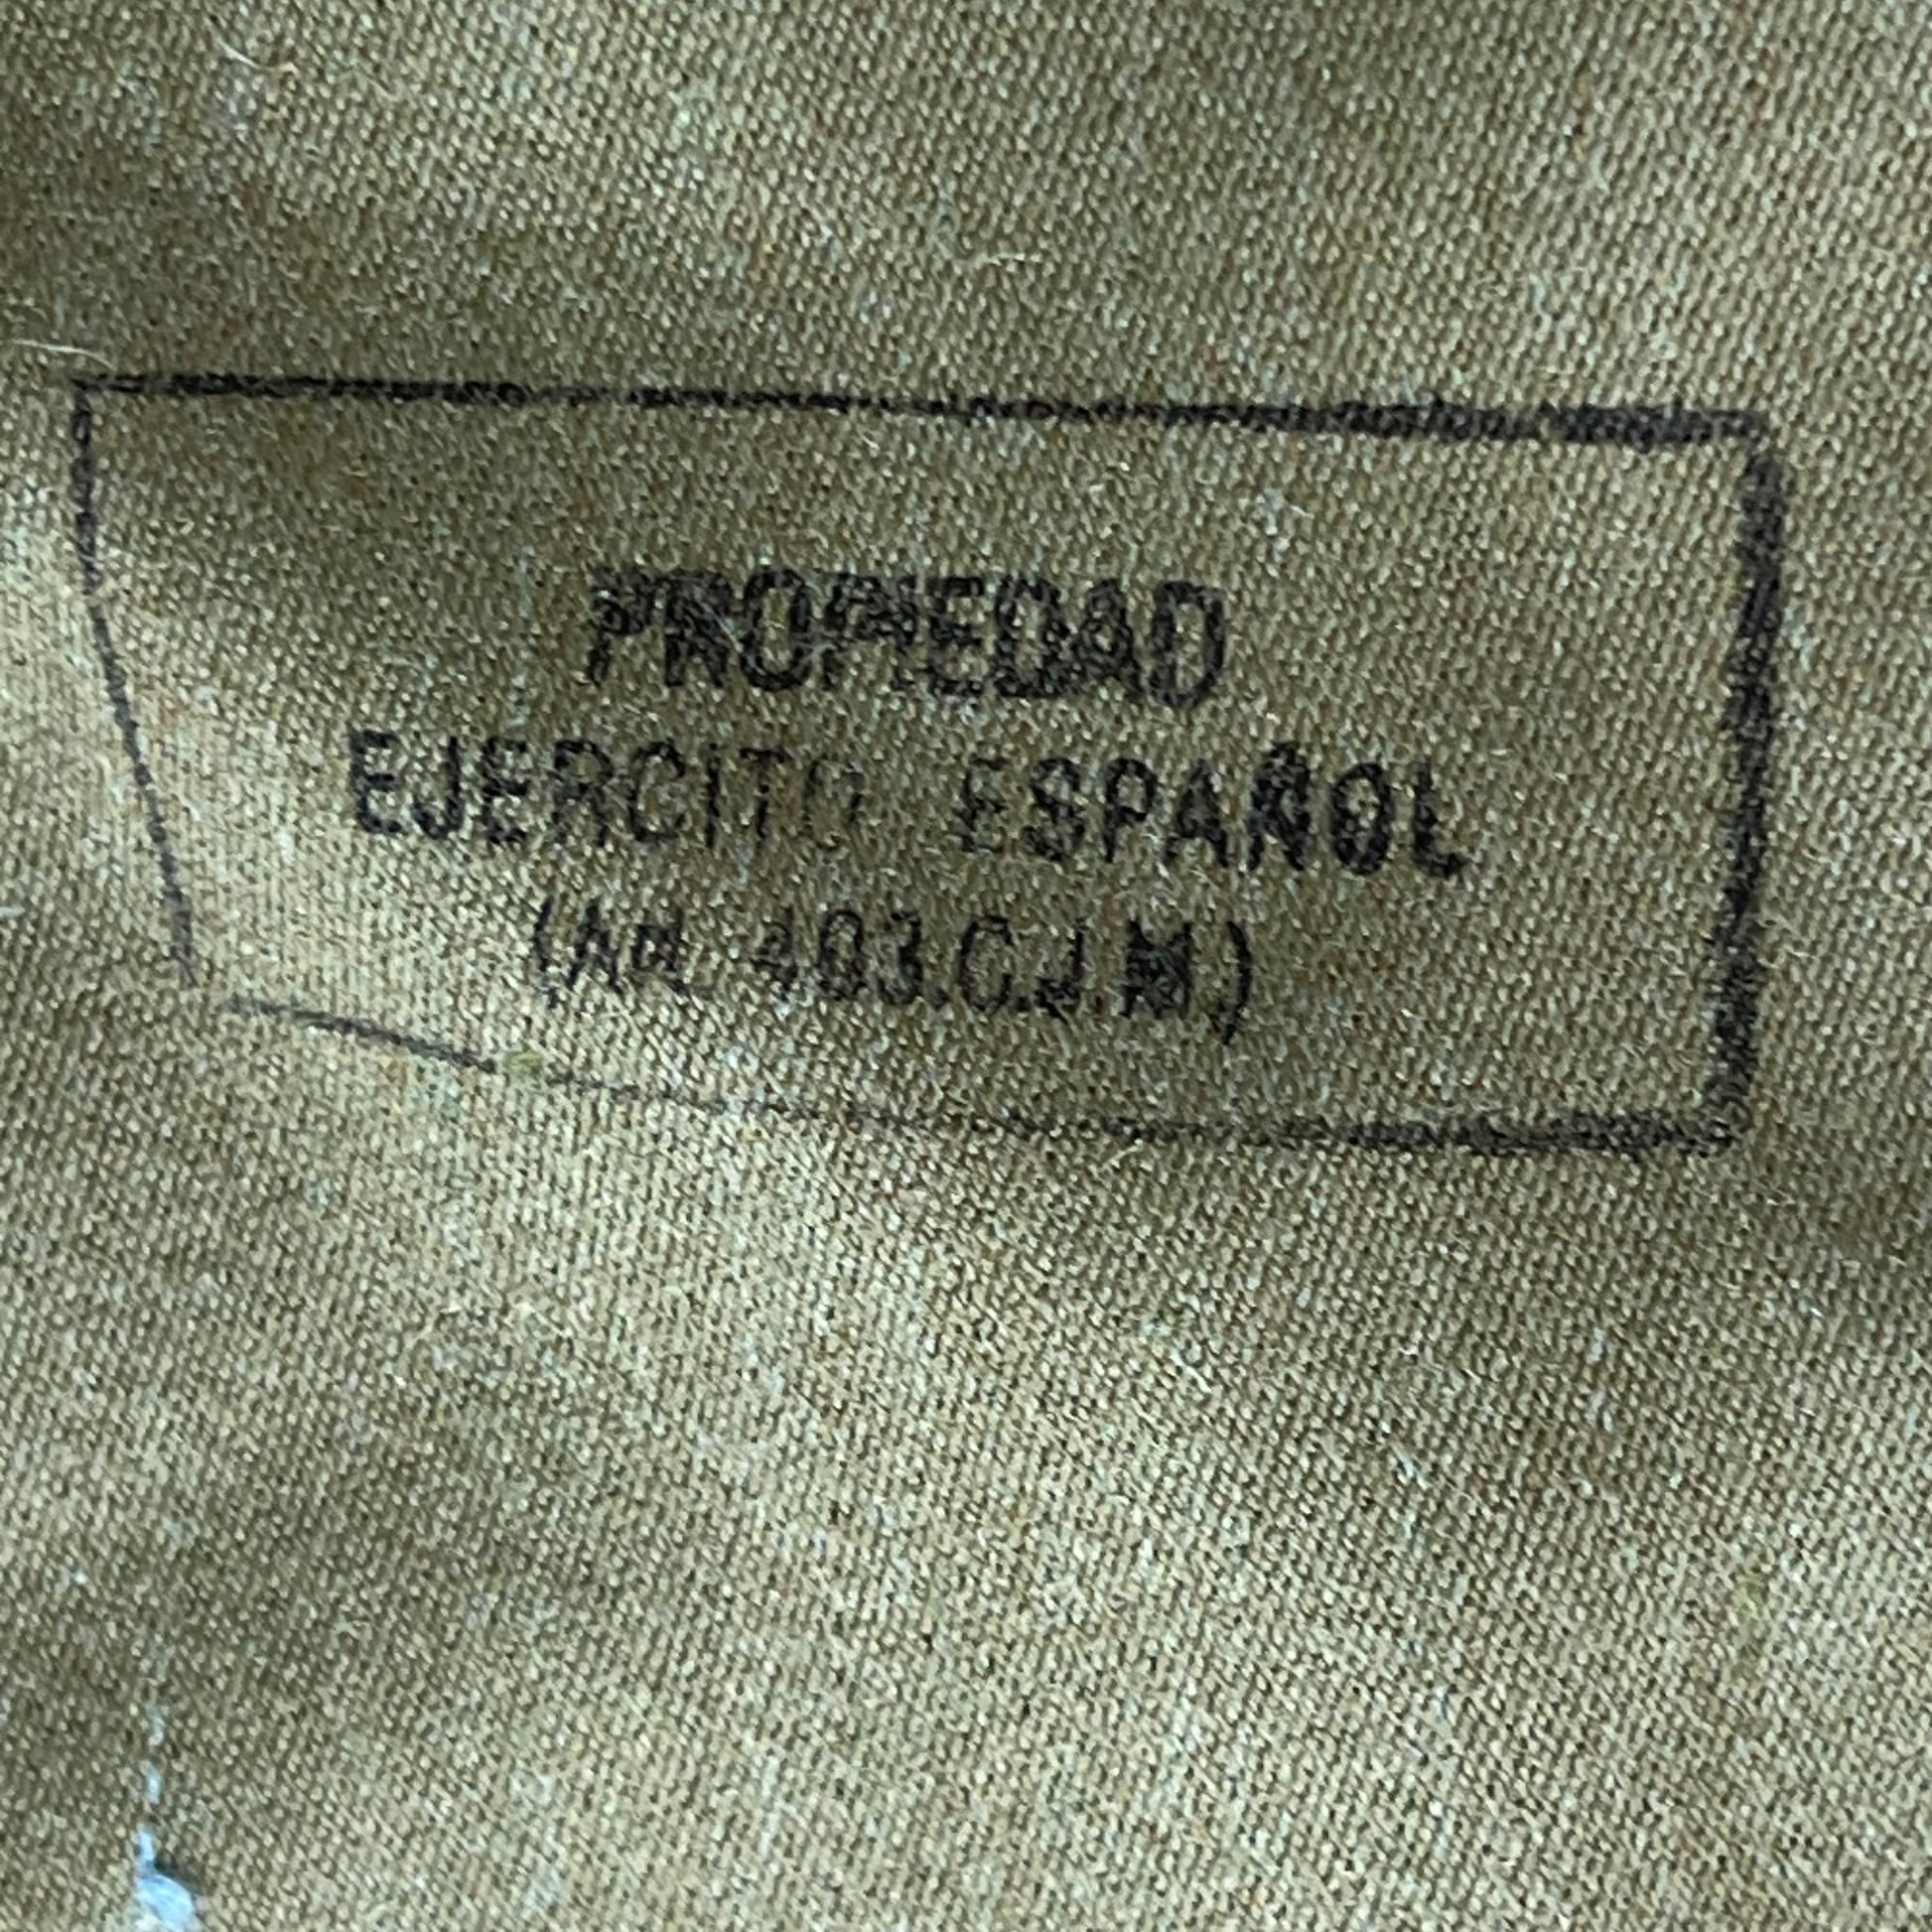 PROPIEDAD
EJERCITO ESPAÑOL
(Art. 403.C.J.M)